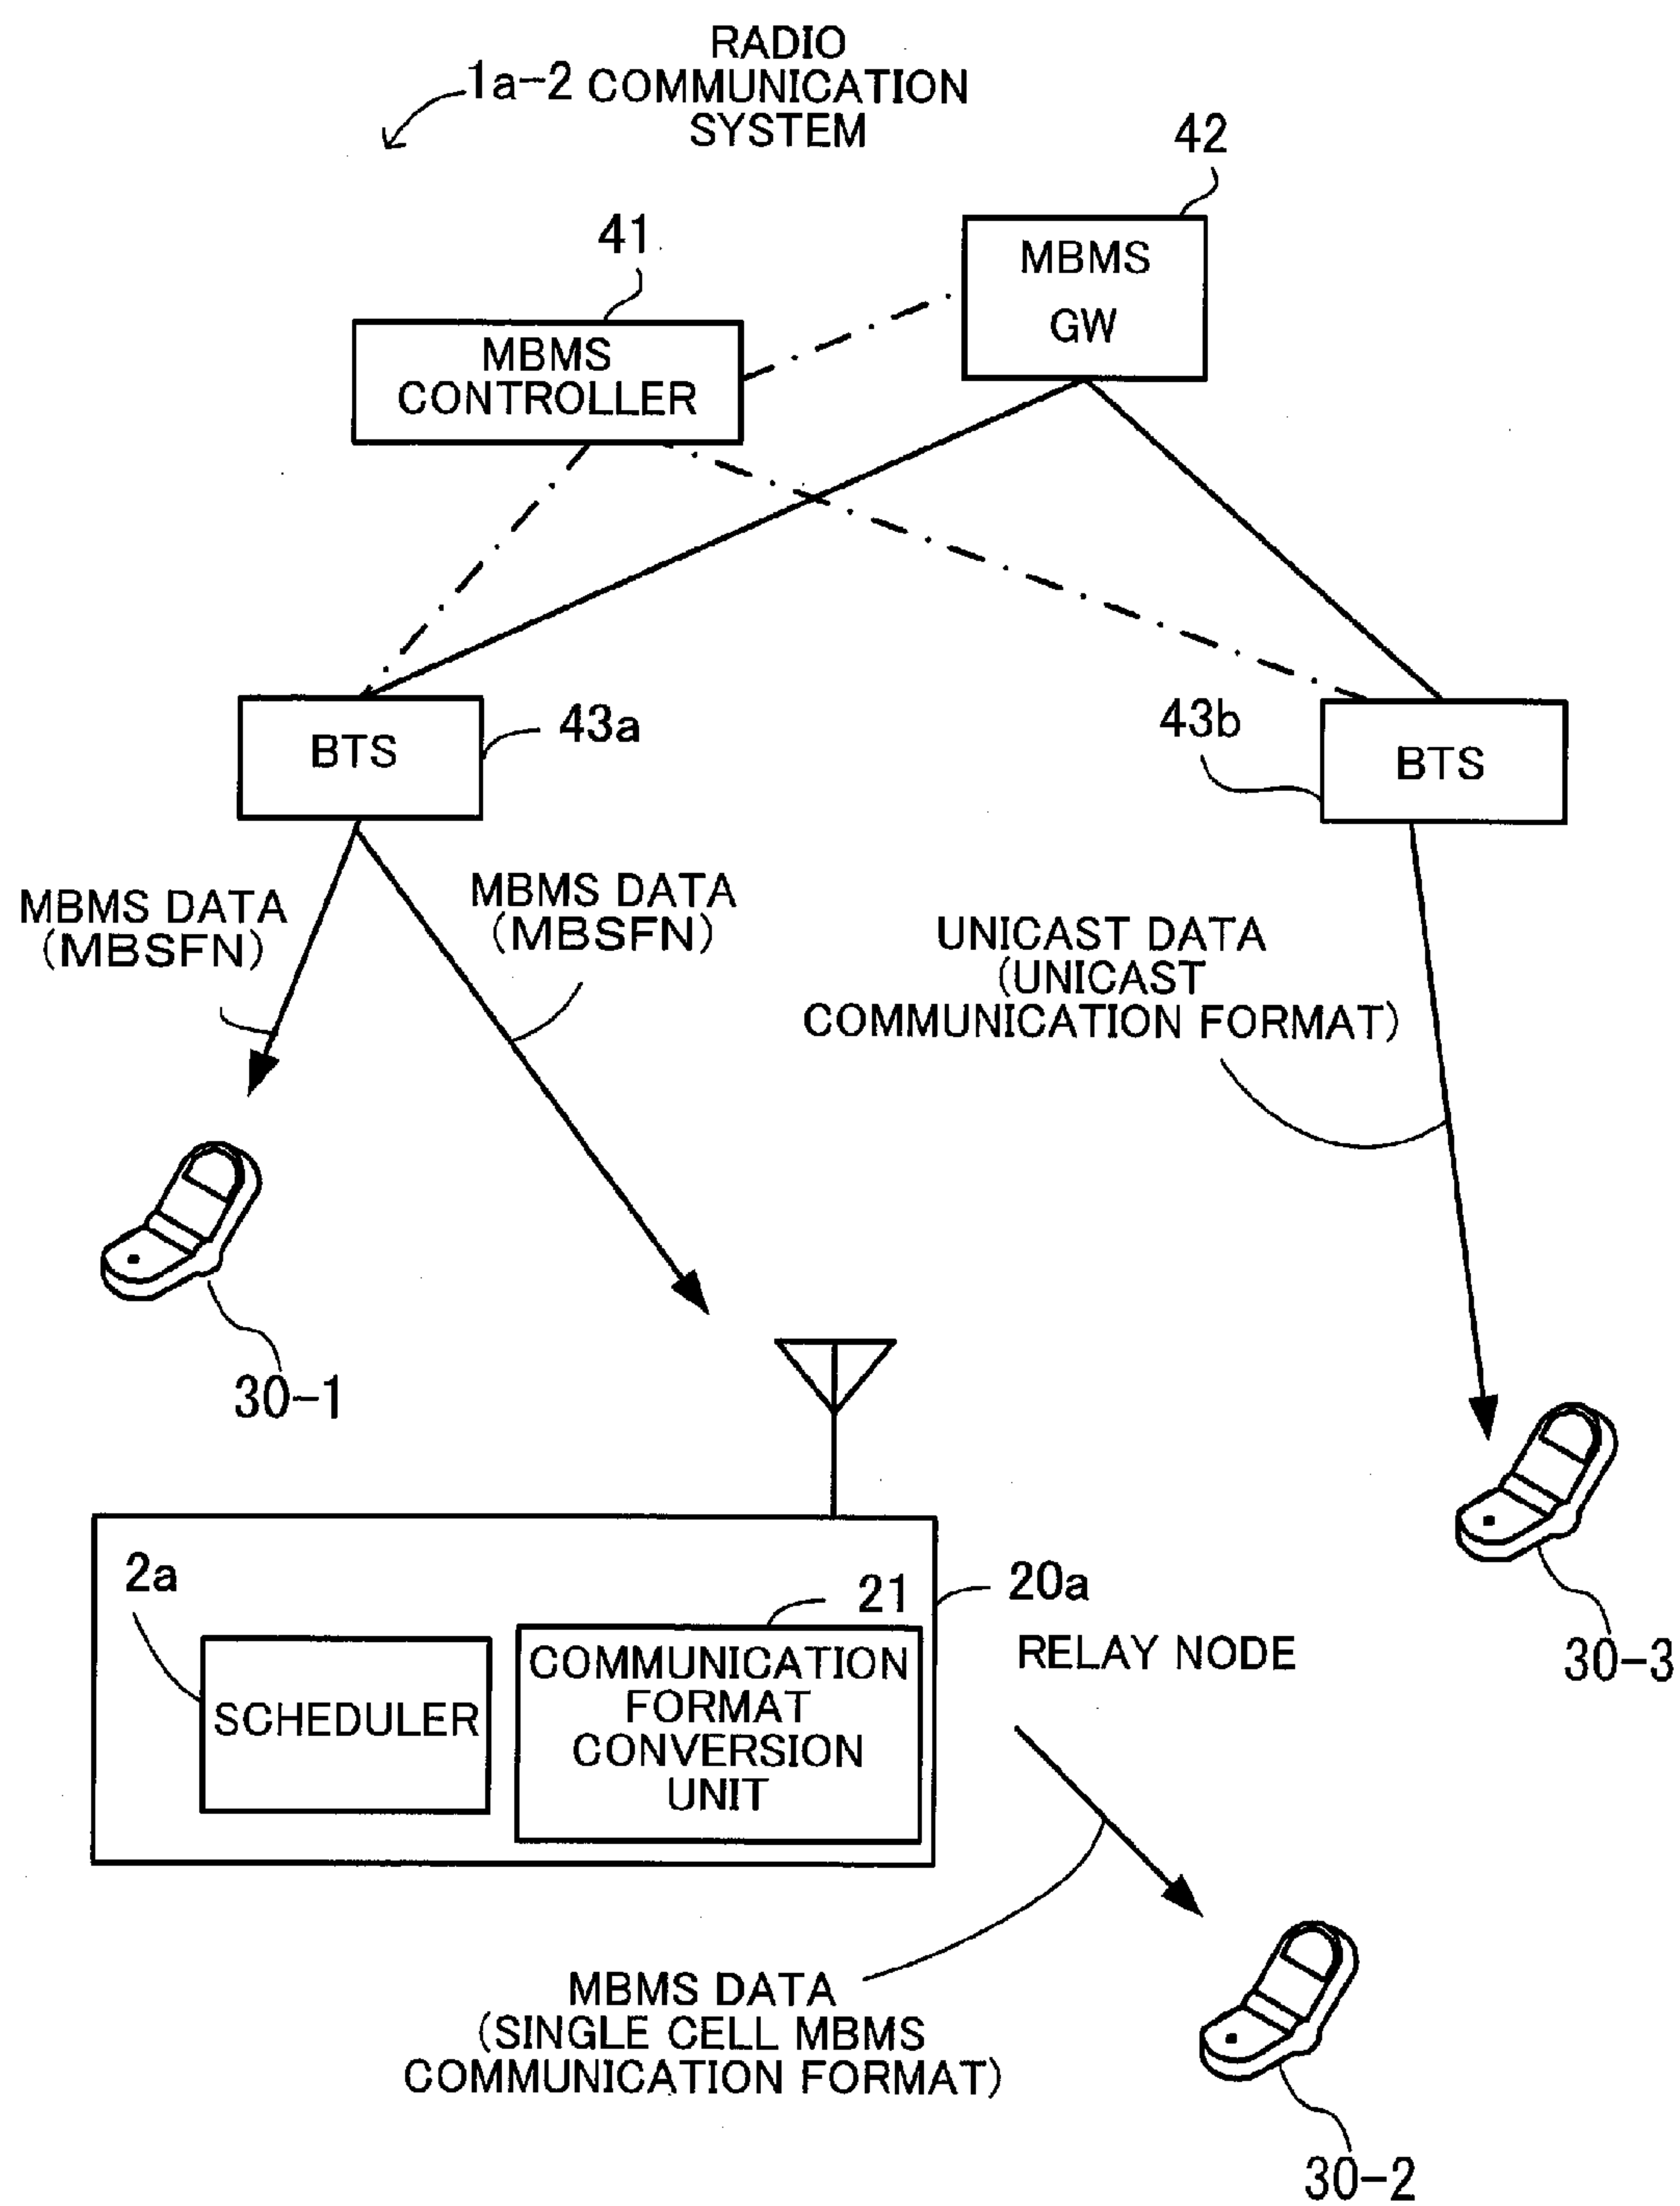 RADIO
1a-2 COMMUNICATION
SYSTEM
42
MBMS
GW
41
MBMS
CONTROLLER
BTS
43a
43b
BTS
MBMS DATA
(MBSFN)
MBMS DATA
(MBSFN)
UNICAST DATA
(UNICAST
COMMUNICATION FORMAT)
30-1
30-3
2a
21
20a
SCHEDULER
COMMUNICATION
FORMAT
CONVERSION
UNIT
RELAY NODE
MBMS DATA
(SINGLE CELL MBMS
COMMUNICATION FORMAT)
30-2